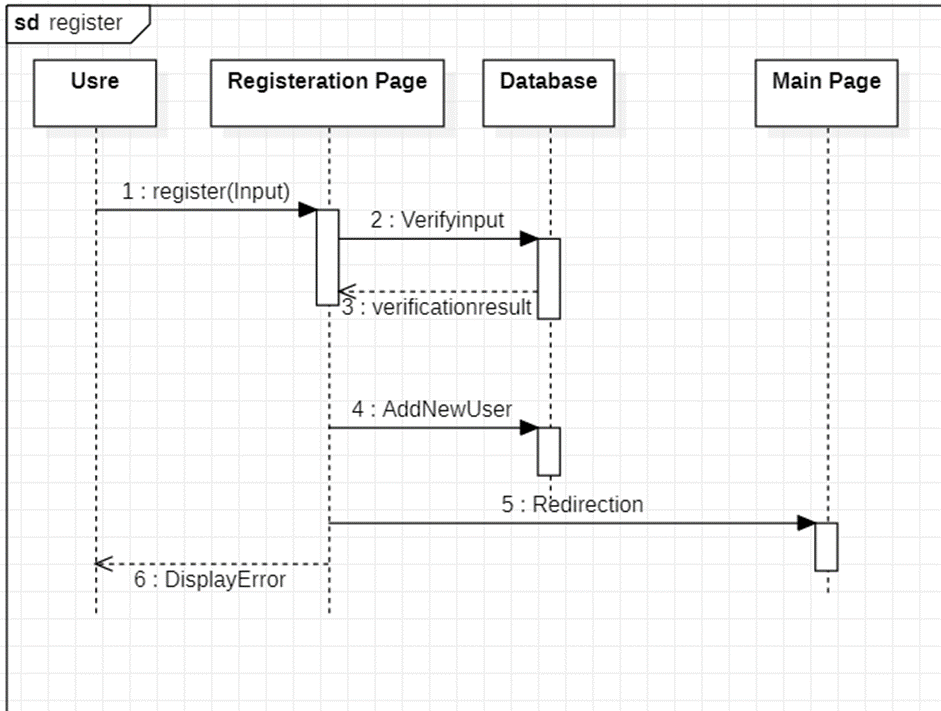 sd register
Usre
Registeration Page
Database
Main Page
1 : register(Input)
2 : Verifyinput
3 : verificationresult
4 : AddNewUser
5 : Redirection
6 : DisplayError